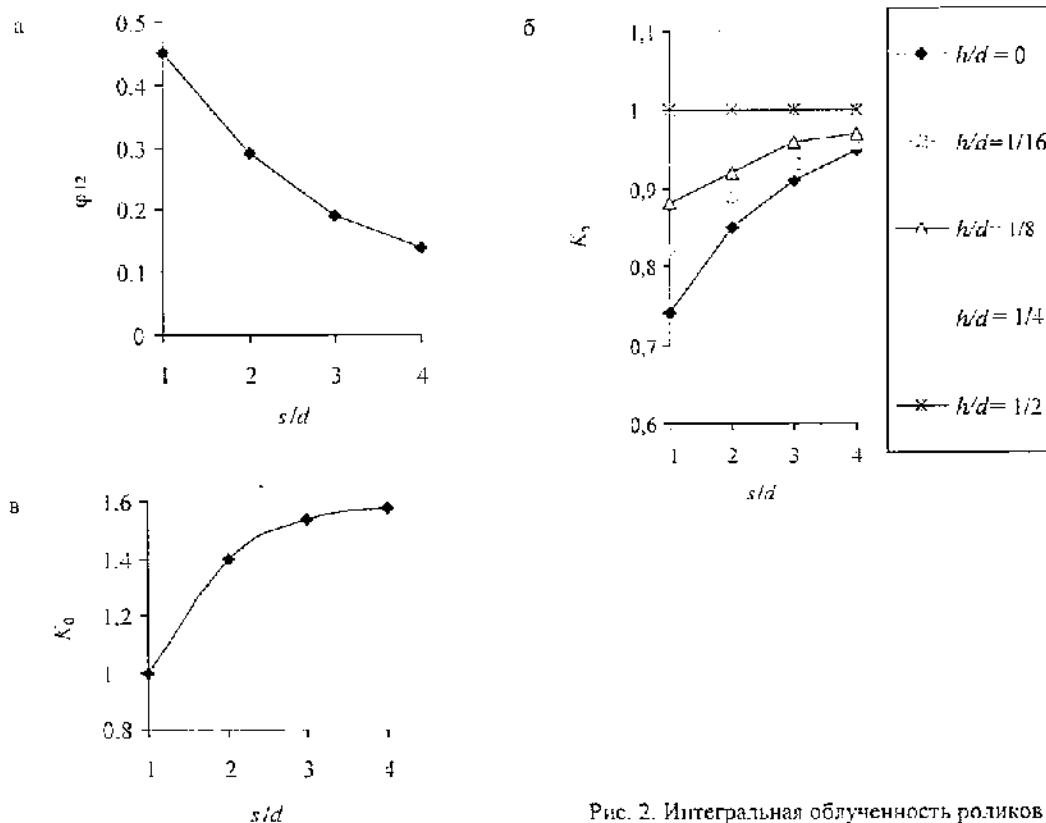 а
0.5
0.4
0.3
0.2
0.1
0
φ12
1 2 3 4
s/d
б
1,1
1
0,9
0,8
0,7
0,6
1 2 3 4
s/d
h/d = 0
h/d=1/16
h/d= 1/8
h/d = 1/4
h/d= 1/2
в
1.6
1.4
1.2
1
0.8
K0
1 2 3 4
s/d
Рис. 2. Интегральная облученность роликов